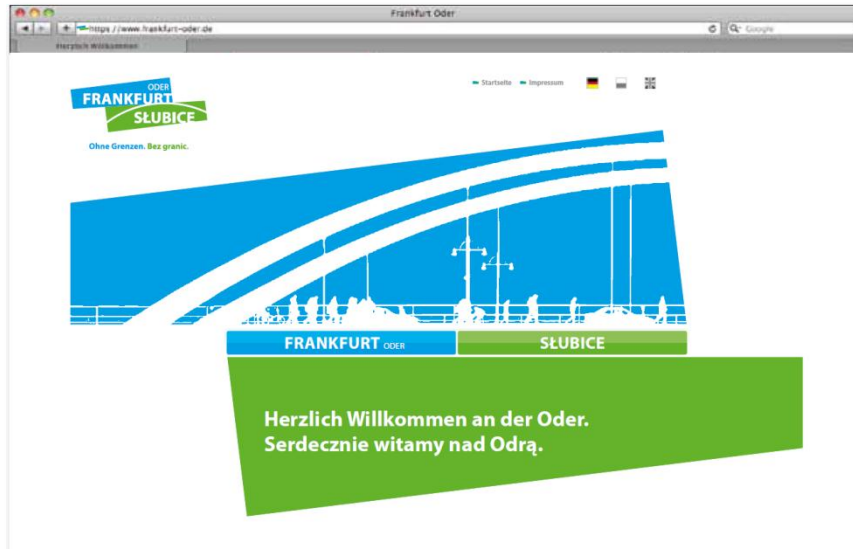 Frankfurt Oder
https://www.frankfurt-oder.de
Google
Herzlich Willkommen
ODER
FRANKFURT
SŁUBICE
Ohne Grenzen. Bez granic.
Startseite Impressum
FRANKFURT ODER
SŁUBICE
Herzlich Willkommen an der Oder.
Serdecznie witamy nad Odrą.